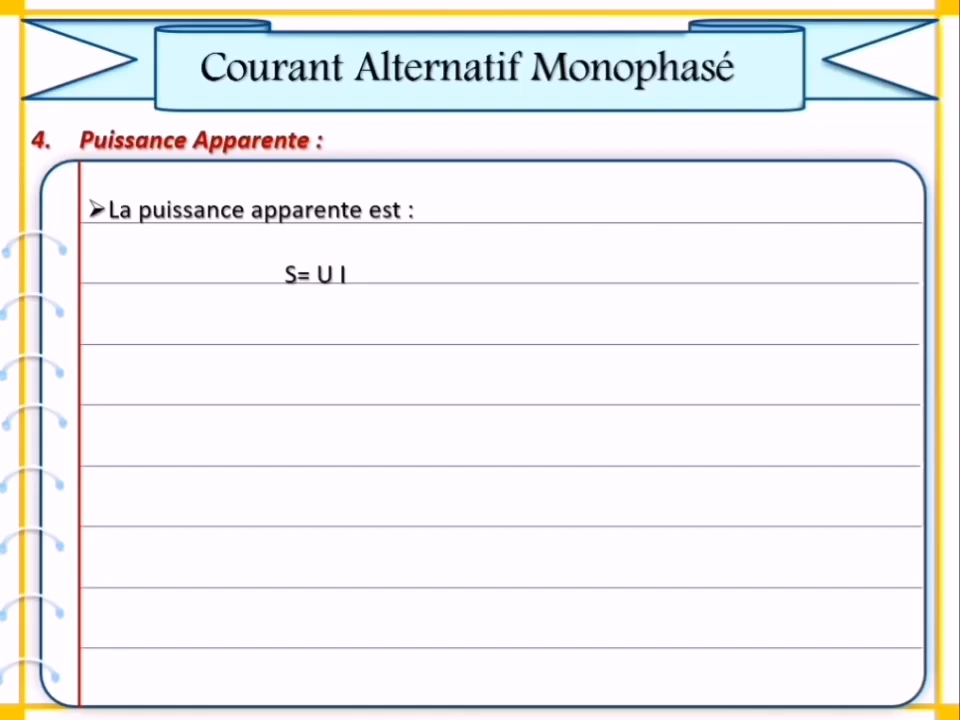 Courant Alternatif Monophasé
4. Puissance Apparente :
➢La puissance apparente est :
S= U I